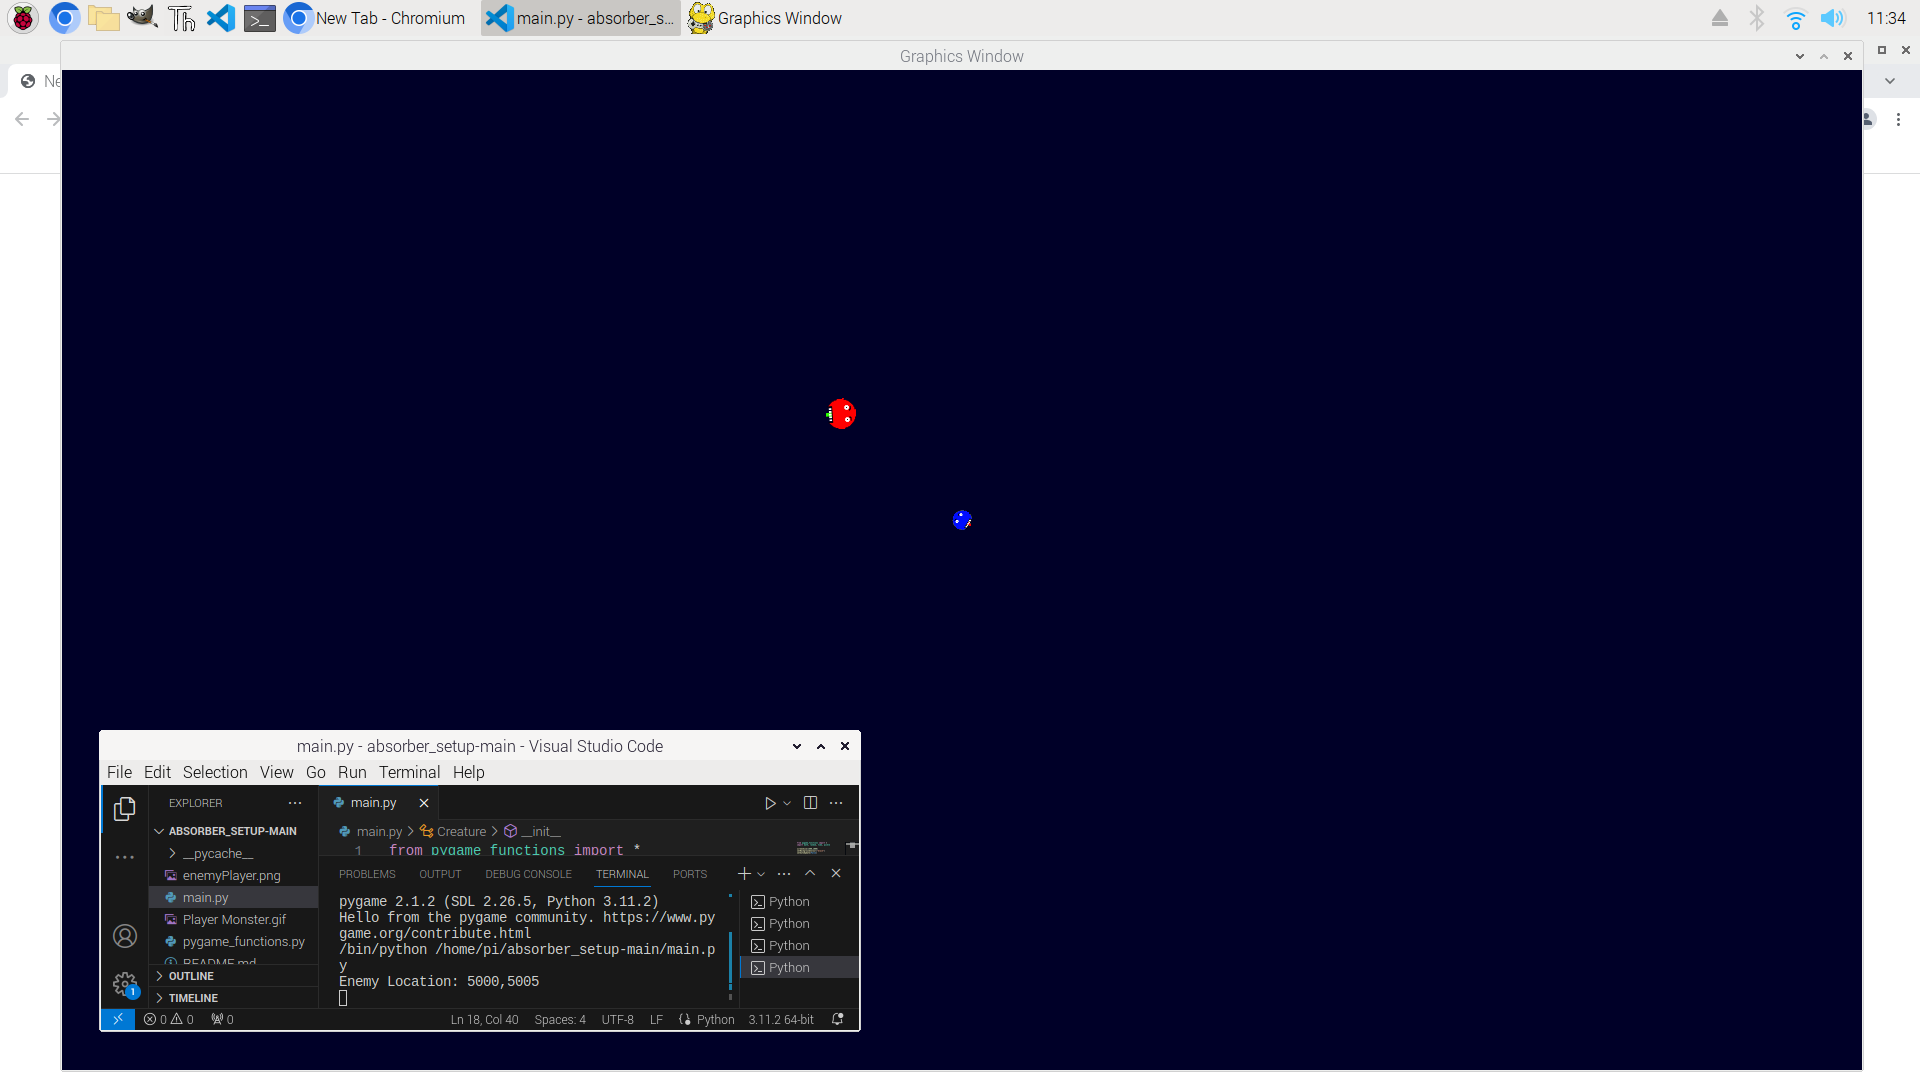 New Tab - Chromium
main.py - absorber_s...
Graphics Window
11:34
Graphics Window
Ne
main.py - absorber_setup-main - Visual Studio Code
File Edit Selection View Go Run Terminal Help
EXPLORER
main.py
ABSORBER_SETUP-MAIN
main.py > Creature > __init__
__pycache__
1 from pygame_functions import *
enemyPlayer.png
PROBLEMS OUTPUT DEBUG CONSOLE TERMINAL PORTS
main.py
Player Monster.gif
pygame_functions.py
README.md
OUTLINE
TIMELINE
pygame 2.1.2 (SDL 2.26.5, Python 3.11.2)
Hello from the pygame community. https://www.py
game.org/contribute.html
/bin/python /home/pi/absorber_setup-main/main.p
y
Enemy Location: 5000,5005
Python
Python
Python
Python
1
0 0 0 Ln 18, Col 40 Spaces: 4 UTF-8 LF Python 3.11.2 64-bit